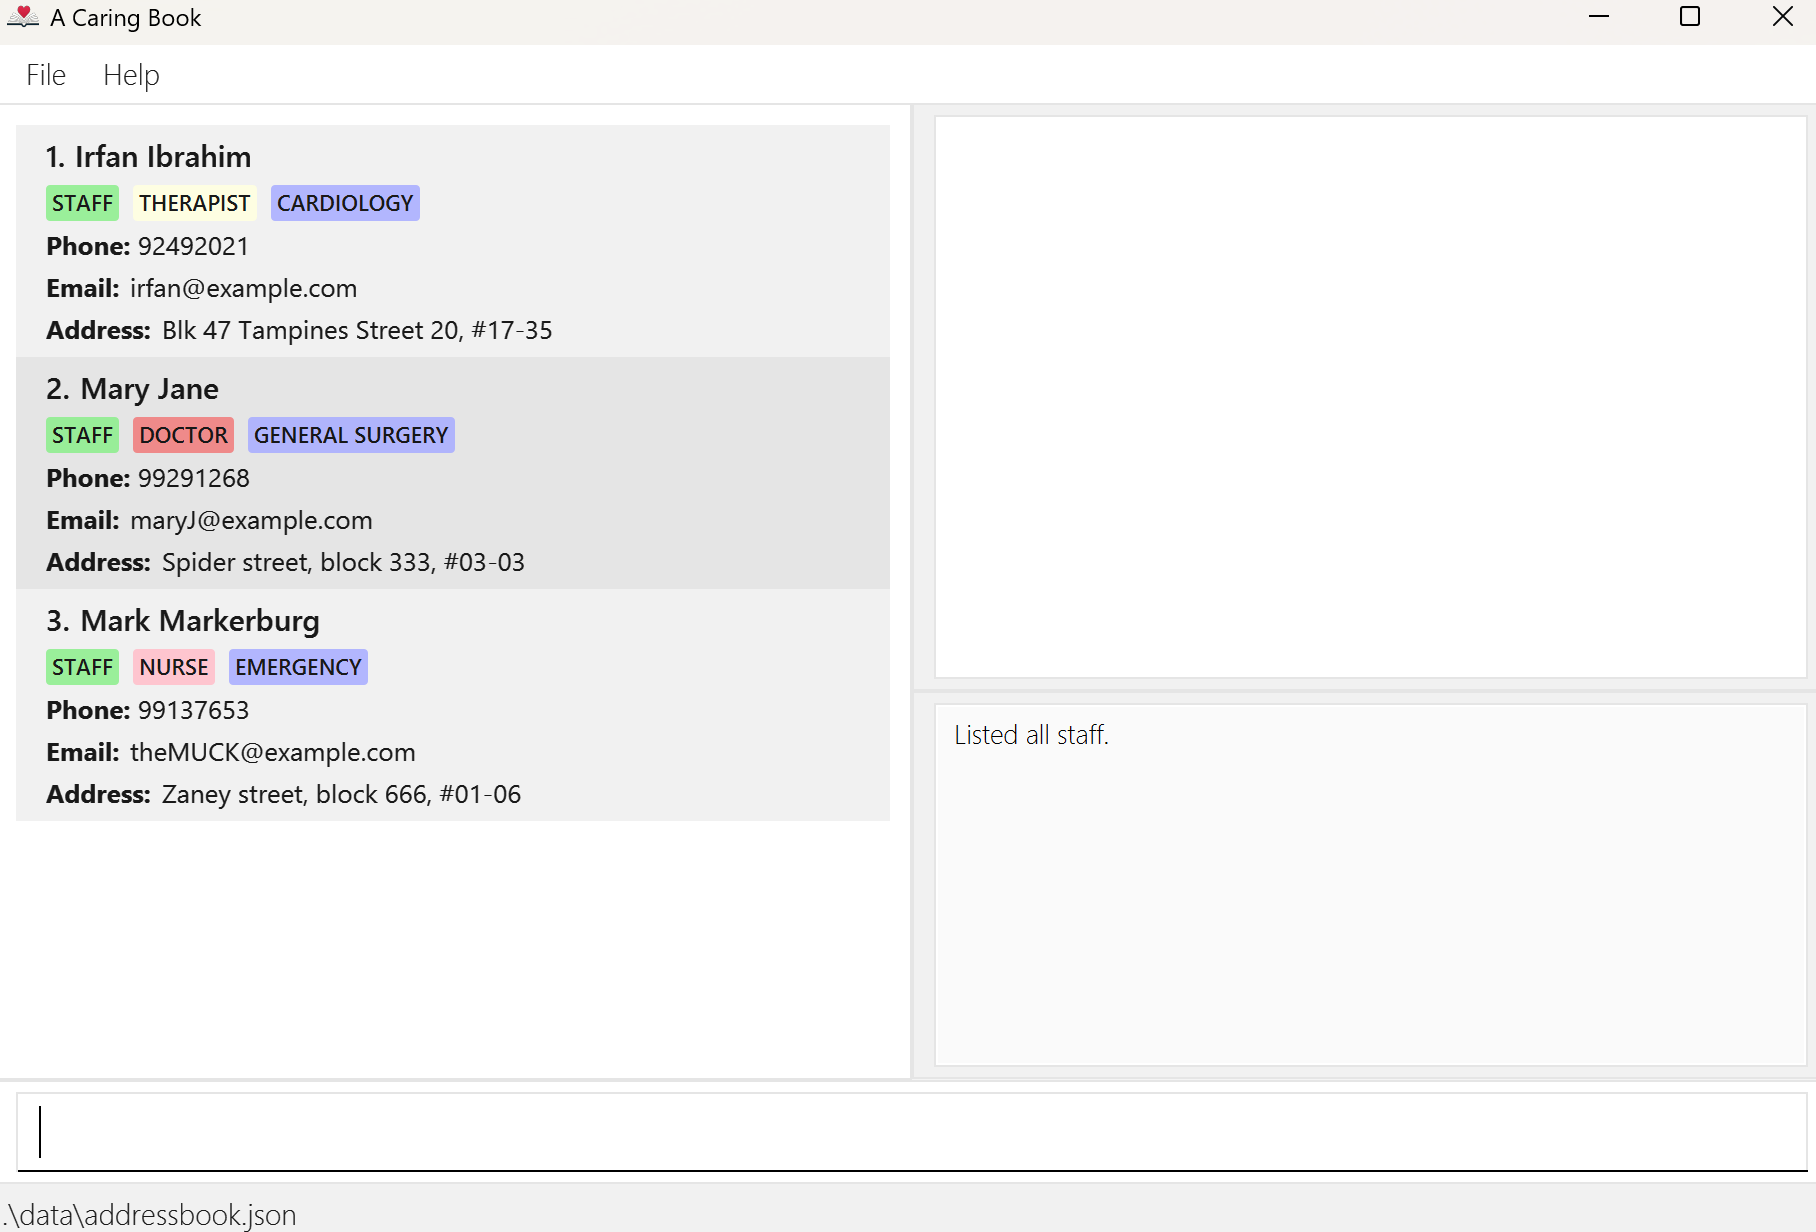 A Caring Book
File Help
1. Irfan Ibrahim
STAFF THERAPIST CARDIOLOGY
Phone: 92492021
Email: irfan@example.com
Address: Blk 47 Tampines Street 20, #17-35
2. Mary Jane
STAFF DOCTOR GENERAL SURGERY
Phone: 99291268
Email: maryJ@example.com
Address: Spider street, block 333, #03-03
3. Mark Markerburg
STAFF NURSE EMERGENCY
Phone: 99137653
Email: theMUCK@example.com
Address: Zaney street, block 666, #01-06
Listed all staff.
.\data\addressbook.json